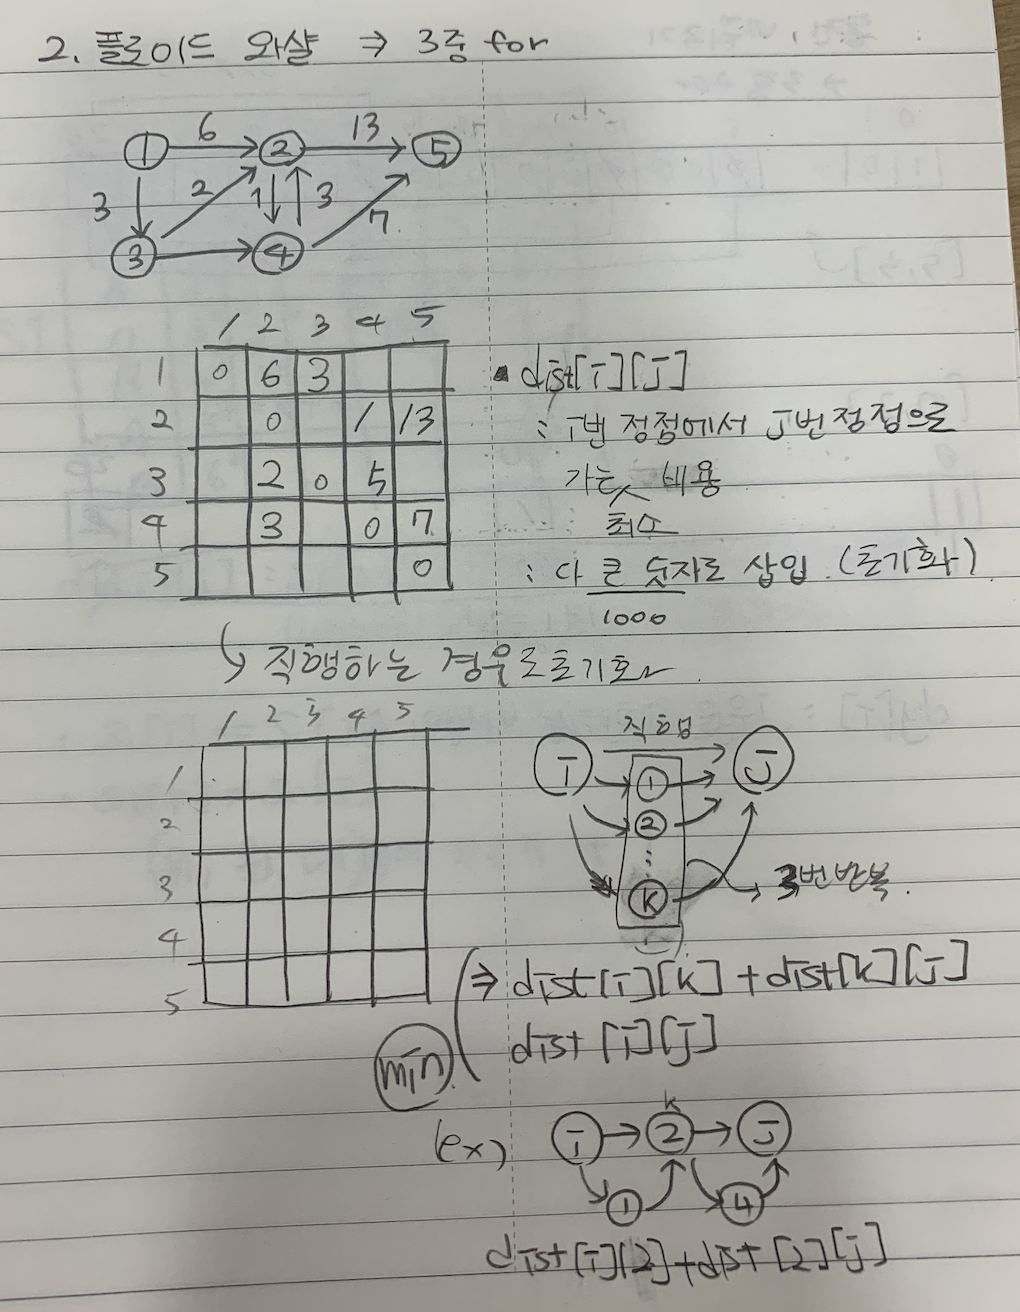 2. 플로이드 와샬 ⇒ 3중 for
① 6 ② 13 ⑤
3 2 1 3 7
③ ④
1 2 3 4 5
1 0 6 3
2 0 1 13
3 2 0 5
4 3 0 7
5 0
• dist[i][j]
: i번 정점에서 j번 정점으로
가는 비용
최소
: 다 큰 숫자로 삽입. (초기화)
1000
↳ 직행하는 경우로 초기화
1 2 3 4 5
1
2
3
4
5
직행
i ① j
②
⋮
ⓚ → 3번 반복.
⇒ dist[i][k] + dist[k][j]
dist[i][j]
min
k
ex) i → ② → j
① ④
dist[i][2] + dist[2][j]